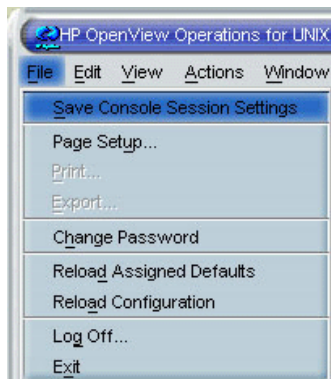 HP OpenView Operations for UNIX
File Edit View Actions Window
Save Console Session Settings
Page Setup...
Print...
Export...
Change Password
Reload Assigned Defaults
Reload Configuration
Log Off...
Exit